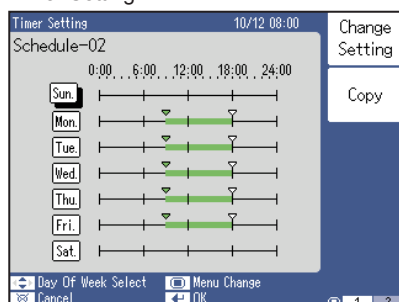 Timer Setting 10/12 08:00
Schedule-02
0:00 6:00 12:00 18:00 24:00
Sun.
Mon.
Tue.
Wed.
Thu.
Fri.
Sat.
Change
Setting
Copy
Day Of Week Select Menu Change
Cancel OK
1